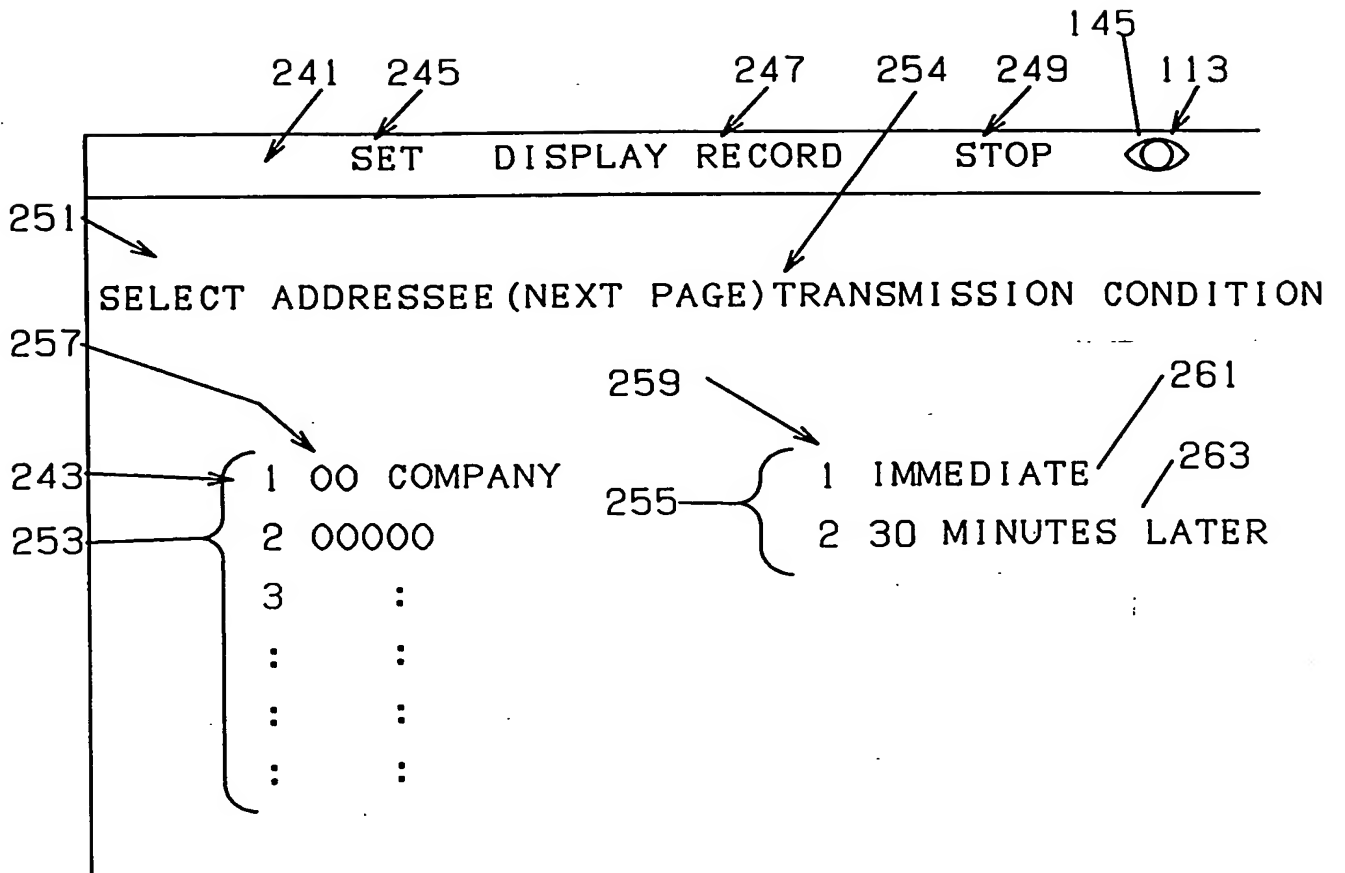 145
241 245 247 254 249 113
SET DISPLAY RECORD STOP
251
SELECT ADDRESSEE (NEXT PAGE) TRANSMISSION CONDITION
257
259 261
243 1 OO COMPANY 1 IMMEDIATE 263
255
253 2 OOOOO 2 30 MINUTES LATER
3 :
: :
: :
: :